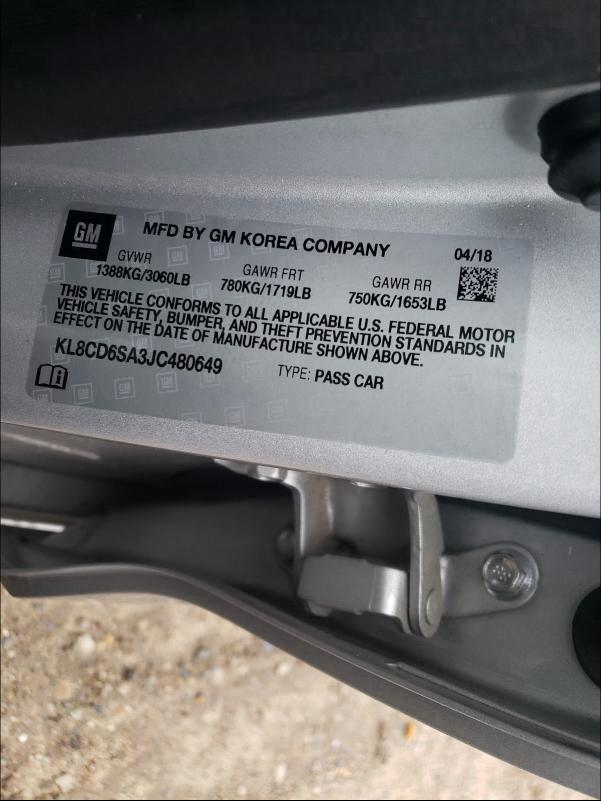 GM
MFD BY GM KOREA COMPANY
04/18
GVWR
1388KG/3060LB
GAWR FRT
780KG/1719LB
GAWR RR
750KG/1653LB
THIS VEHICLE CONFORMS TO ALL APPLICABLE U.S. FEDERAL MOTOR
VEHICLE SAFETY, BUMPER, AND THEFT PREVENTION STANDARDS IN
EFFECT ON THE DATE OF MANUFACTURE SHOWN ABOVE.
KL8CD6SA3JC480649
TYPE: PASS CAR